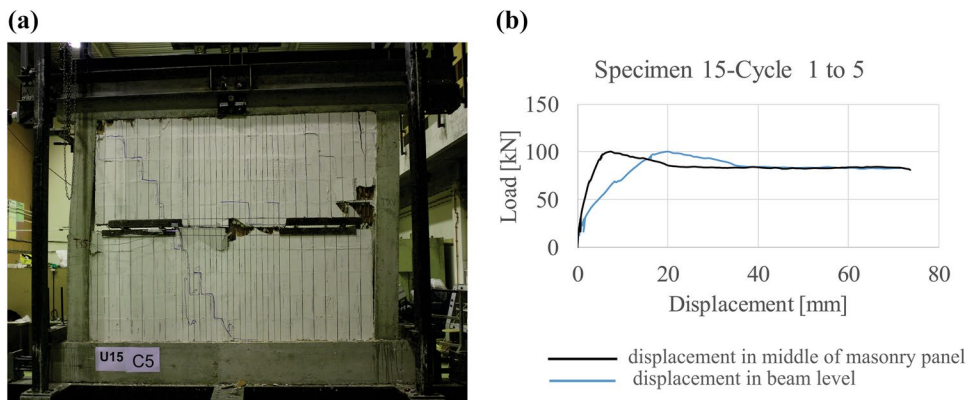 (a)
U15 C5
(b)
Specimen 15-Cycle 1 to 5
Load [kN]
150
100
50
0
0 20 40 60 80
Displacement [mm]
displacement in middle of masonry panel
displacement in beam level